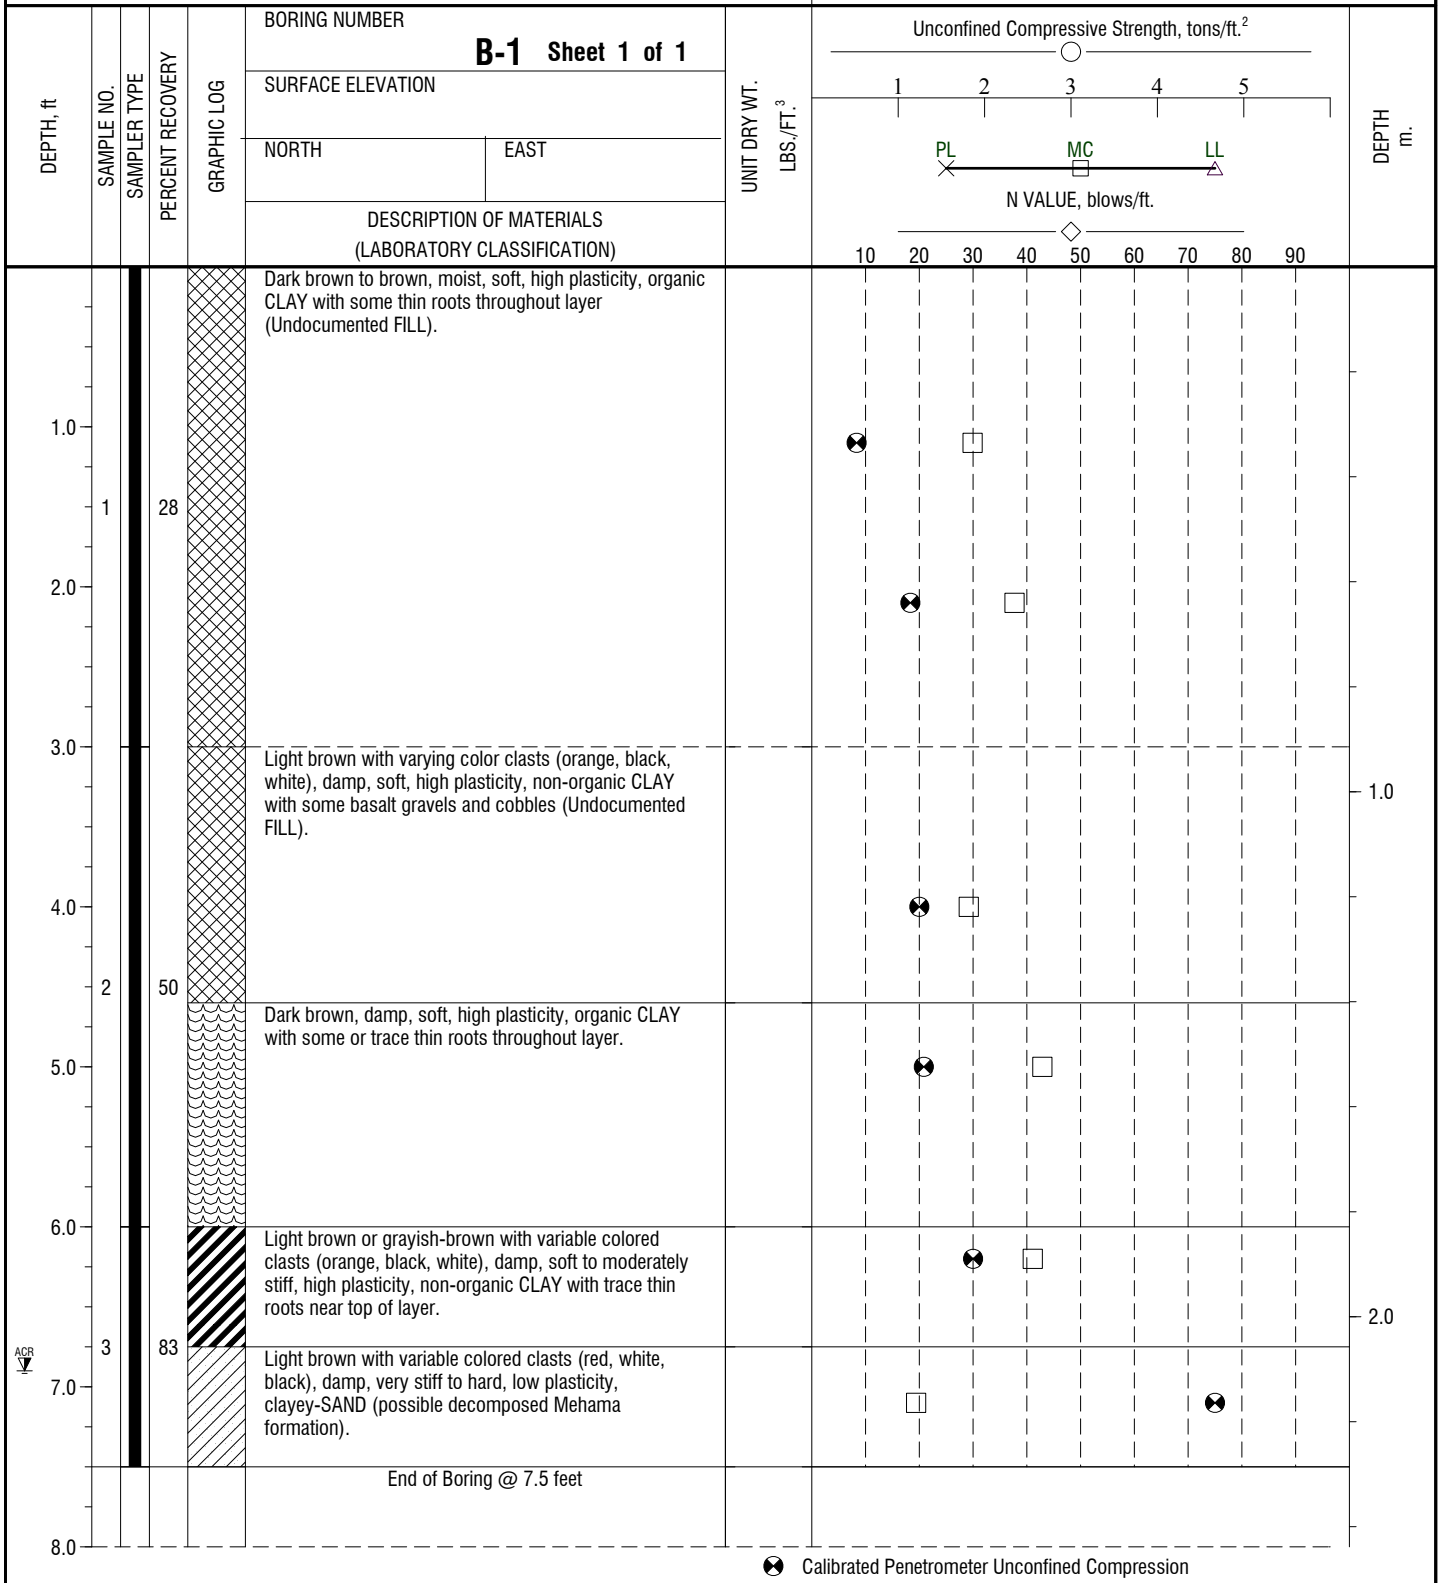 BORING NUMBER
B-1 Sheet 1 of 1
SURFACE ELEVATION
NORTH
EAST
DESCRIPTION OF MATERIALS
(LABORATORY CLASSIFICATION)
DEPTH, ft
SAMPLE NO.
SAMPLER TYPE
PERCENT RECOVERY
GRAPHIC LOG
UNIT DRY WT.
LBS./FT.³
Unconfined Compressive Strength, tons/ft.²
1 2 3 4 5
PL MC LL
N VALUE, blows/ft.
10 20 30 40 50 60 70 80 90
DEPTH
m.
Dark brown to brown, moist, soft, high plasticity, organic
CLAY with some thin roots throughout layer
(Undocumented FILL).
1.0
1 28
2.0
3.0
Light brown with varying color clasts (orange, black,
white), damp, soft, high plasticity, non-organic CLAY
with some basalt gravels and cobbles (Undocumented
FILL).
1.0
4.0
2 50
Dark brown, damp, soft, high plasticity, organic CLAY
with some or trace thin roots throughout layer.
5.0
6.0
Light brown or grayish-brown with variable colored
clasts (orange, black, white), damp, soft to moderately
stiff, high plasticity, non-organic CLAY with trace thin
roots near top of layer.
2.0
ACR
3 83
Light brown with variable colored clasts (red, white,
black), damp, very stiff to hard, low plasticity,
clayey-SAND (possible decomposed Mehama
formation).
7.0
End of Boring @ 7.5 feet
8.0
Calibrated Penetrometer Unconfined Compression